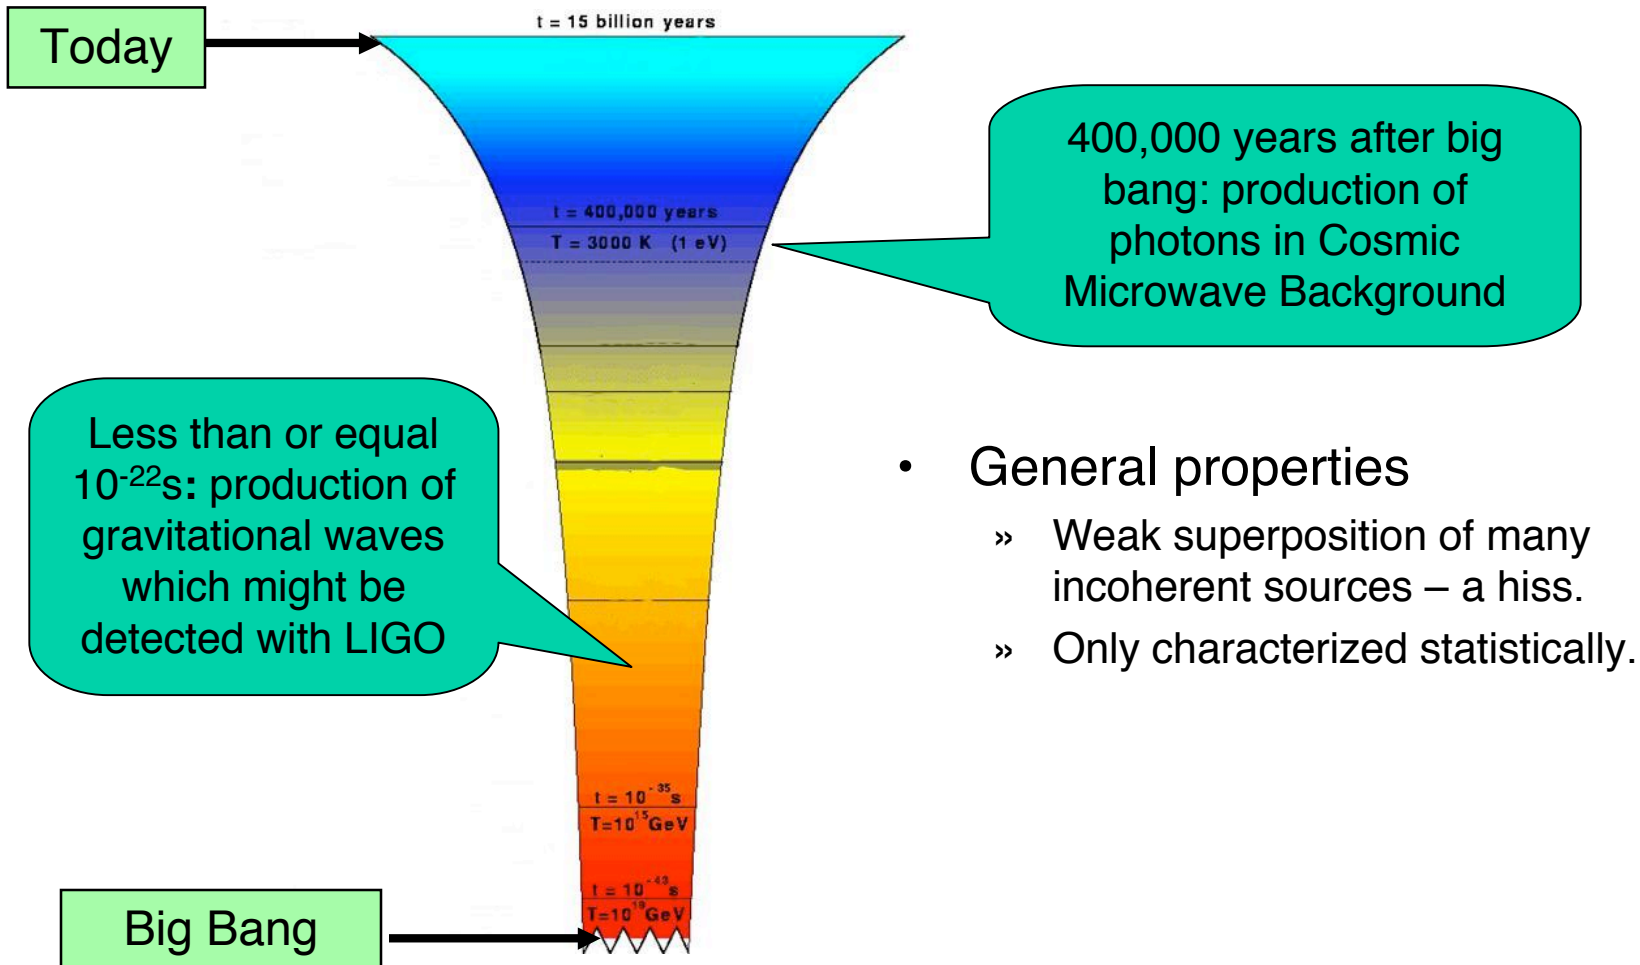 t = 15 billion years
Today
400,000 years after big
bang: production of
photons in Cosmic
Microwave Background
t = 400,000 years
T = 3000 K (1 eV)
Less than or equal
10⁻²²s: production of
gravitational waves
which might be
detected with LIGO
• General properties
» Weak superposition of many
incoherent sources – a hiss.
» Only characterized statistically.
t = 10⁻³⁵s
T=10¹⁵GeV
t = 10⁻⁴³s
T=10¹⁹GeV
Big Bang